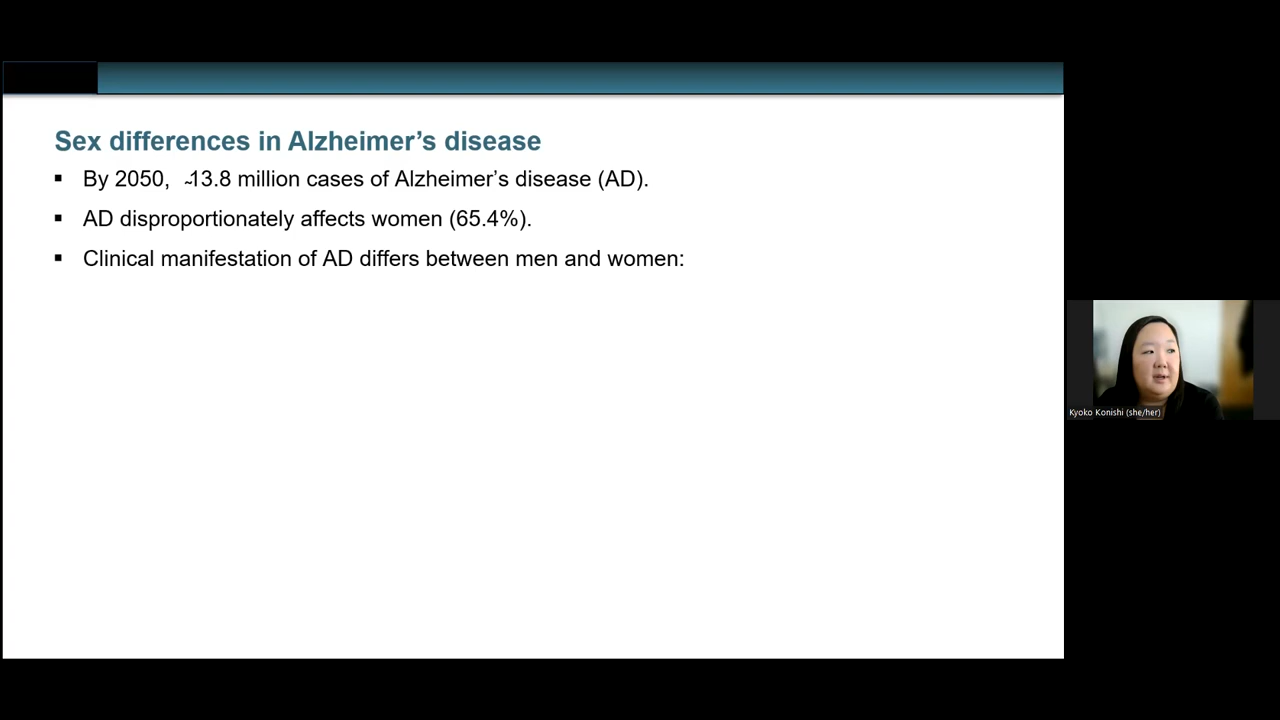 Sex differences in Alzheimer’s disease
▪ By 2050, ~13.8 million cases of Alzheimer’s disease (AD).
▪ AD disproportionately affects women (65.4%).
▪ Clinical manifestation of AD differs between men and women:
Kyoko Konishi (she/her)